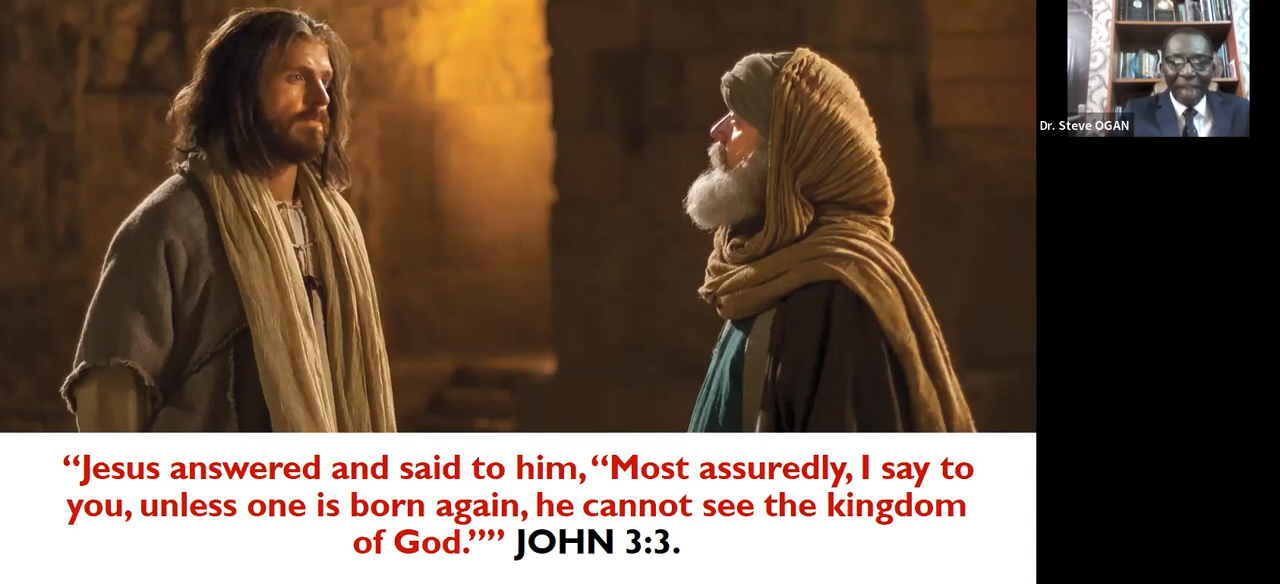 “Jesus answered and said to him, “Most assuredly, I say to
you, unless one is born again, he cannot see the kingdom
of God.”” JOHN 3:3.
Dr. Steve OGAN